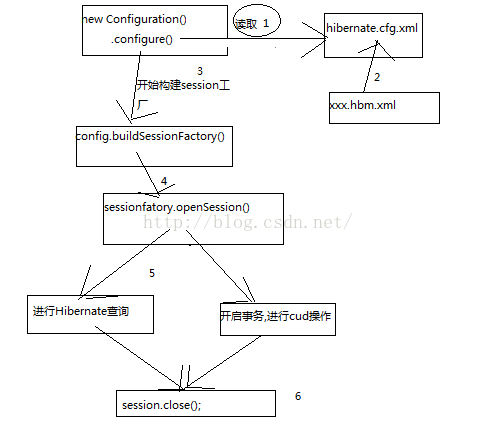 new Configuration()
.configure()
读取 1
hibernate.cfg.xml
2
xxx.hbm.xml
3
开始构建session工
厂
config.buildSessionFactory()
4
sessionfatory.openSession()
http://blog.csdn.net/
5
进行Hibernate查询
开启事务,进行cud操作
session.close();
6